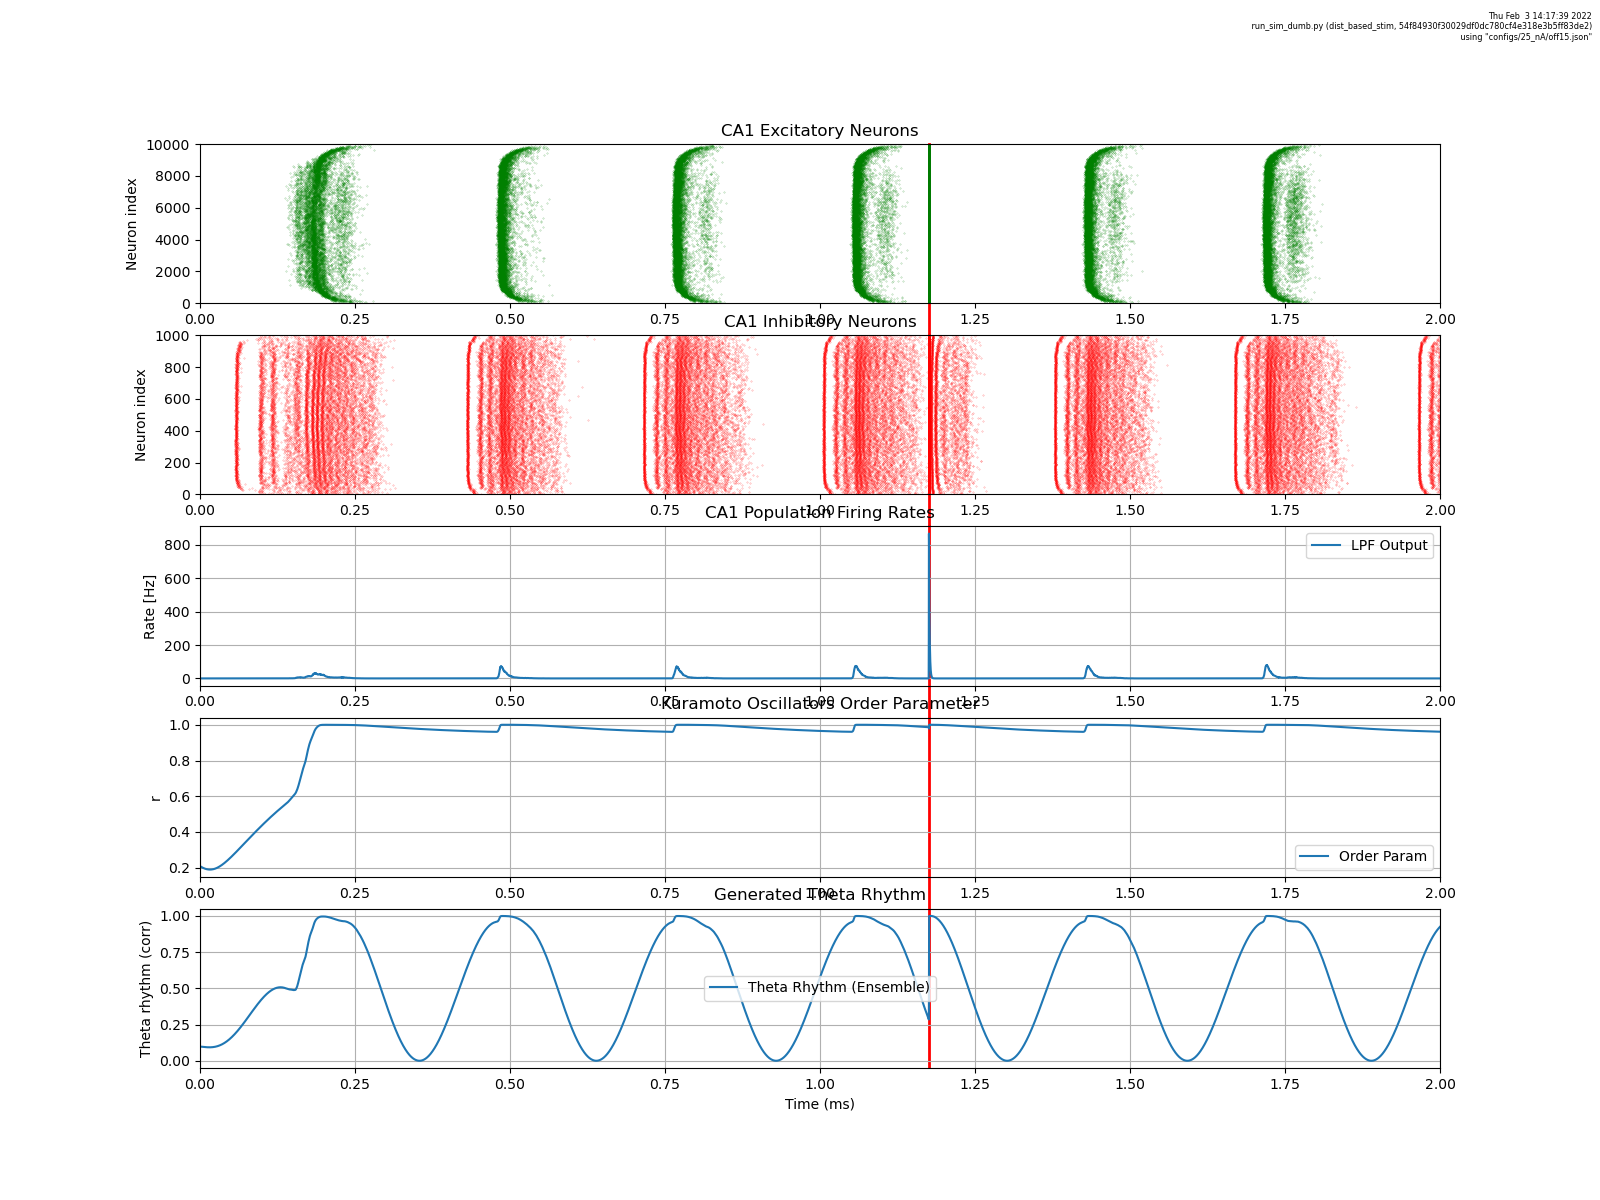 Thu Feb  3 14:17:39 2022
run_sim_dumb.py (dist_based_stim, 54f84930f30029df0dc780cf4e318e3b5ff83de2)
using "configs/25_nA/off15.json"
CA1 Excitatory Neurons
Neuron index
10000
8000
6000
4000
2000
0
0.00 0.25 0.50 0.75 1.00 1.25 1.50 1.75 2.00
CA1 Inhibitory Neurons
Neuron index
1000
800
600
400
200
0
0.00 0.25 0.50 0.75 1.00 1.25 1.50 1.75 2.00
CA1 Population Firing Rates
Rate [Hz]
800
600
400
200
0
LPF Output
0.00 0.25 0.50 0.75 1.00 1.25 1.50 1.75 2.00
Kuramoto Oscillators Order Parameter
r
1.0
0.8
0.6
0.4
0.2
Order Param
0.00 0.25 0.50 0.75 1.00 1.25 1.50 1.75 2.00
Generated Theta Rhythm
Theta rhythm (corr)
1.00
0.75
0.50
0.25
0.00
Theta Rhythm (Ensemble)
0.00 0.25 0.50 0.75 1.00 1.25 1.50 1.75 2.00
Time (ms)